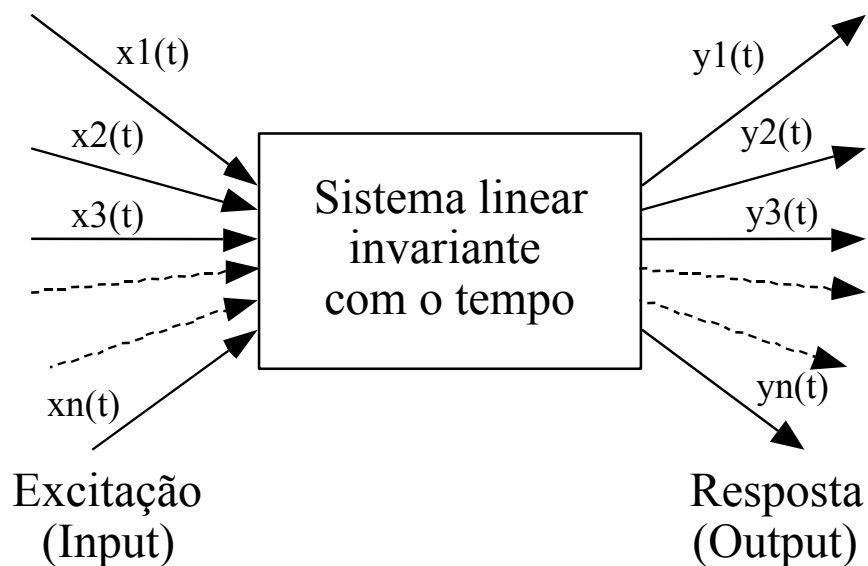 x1(t)
x2(t)
x3(t)
xn(t)
Excitação
(Input)
Sistema linear
invariante
com o tempo
y1(t)
y2(t)
y3(t)
yn(t)
Resposta
(Output)